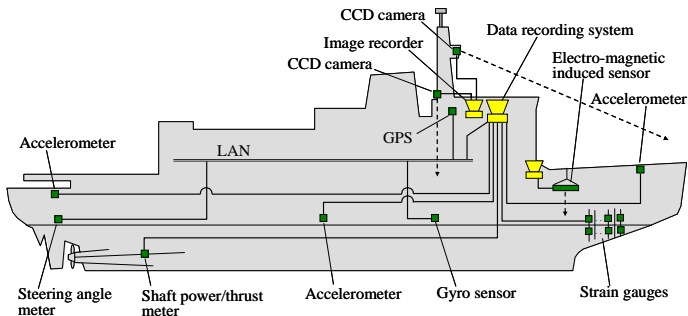 CCD camera
Data recording system
Image recorder
Electro-magnetic
induced sensor
CCD camera
Accelerometer
GPS
Accelerometer
LAN
Steering angle
meter
Shaft power/thrust
meter
Accelerometer
Gyro sensor
Strain gauges